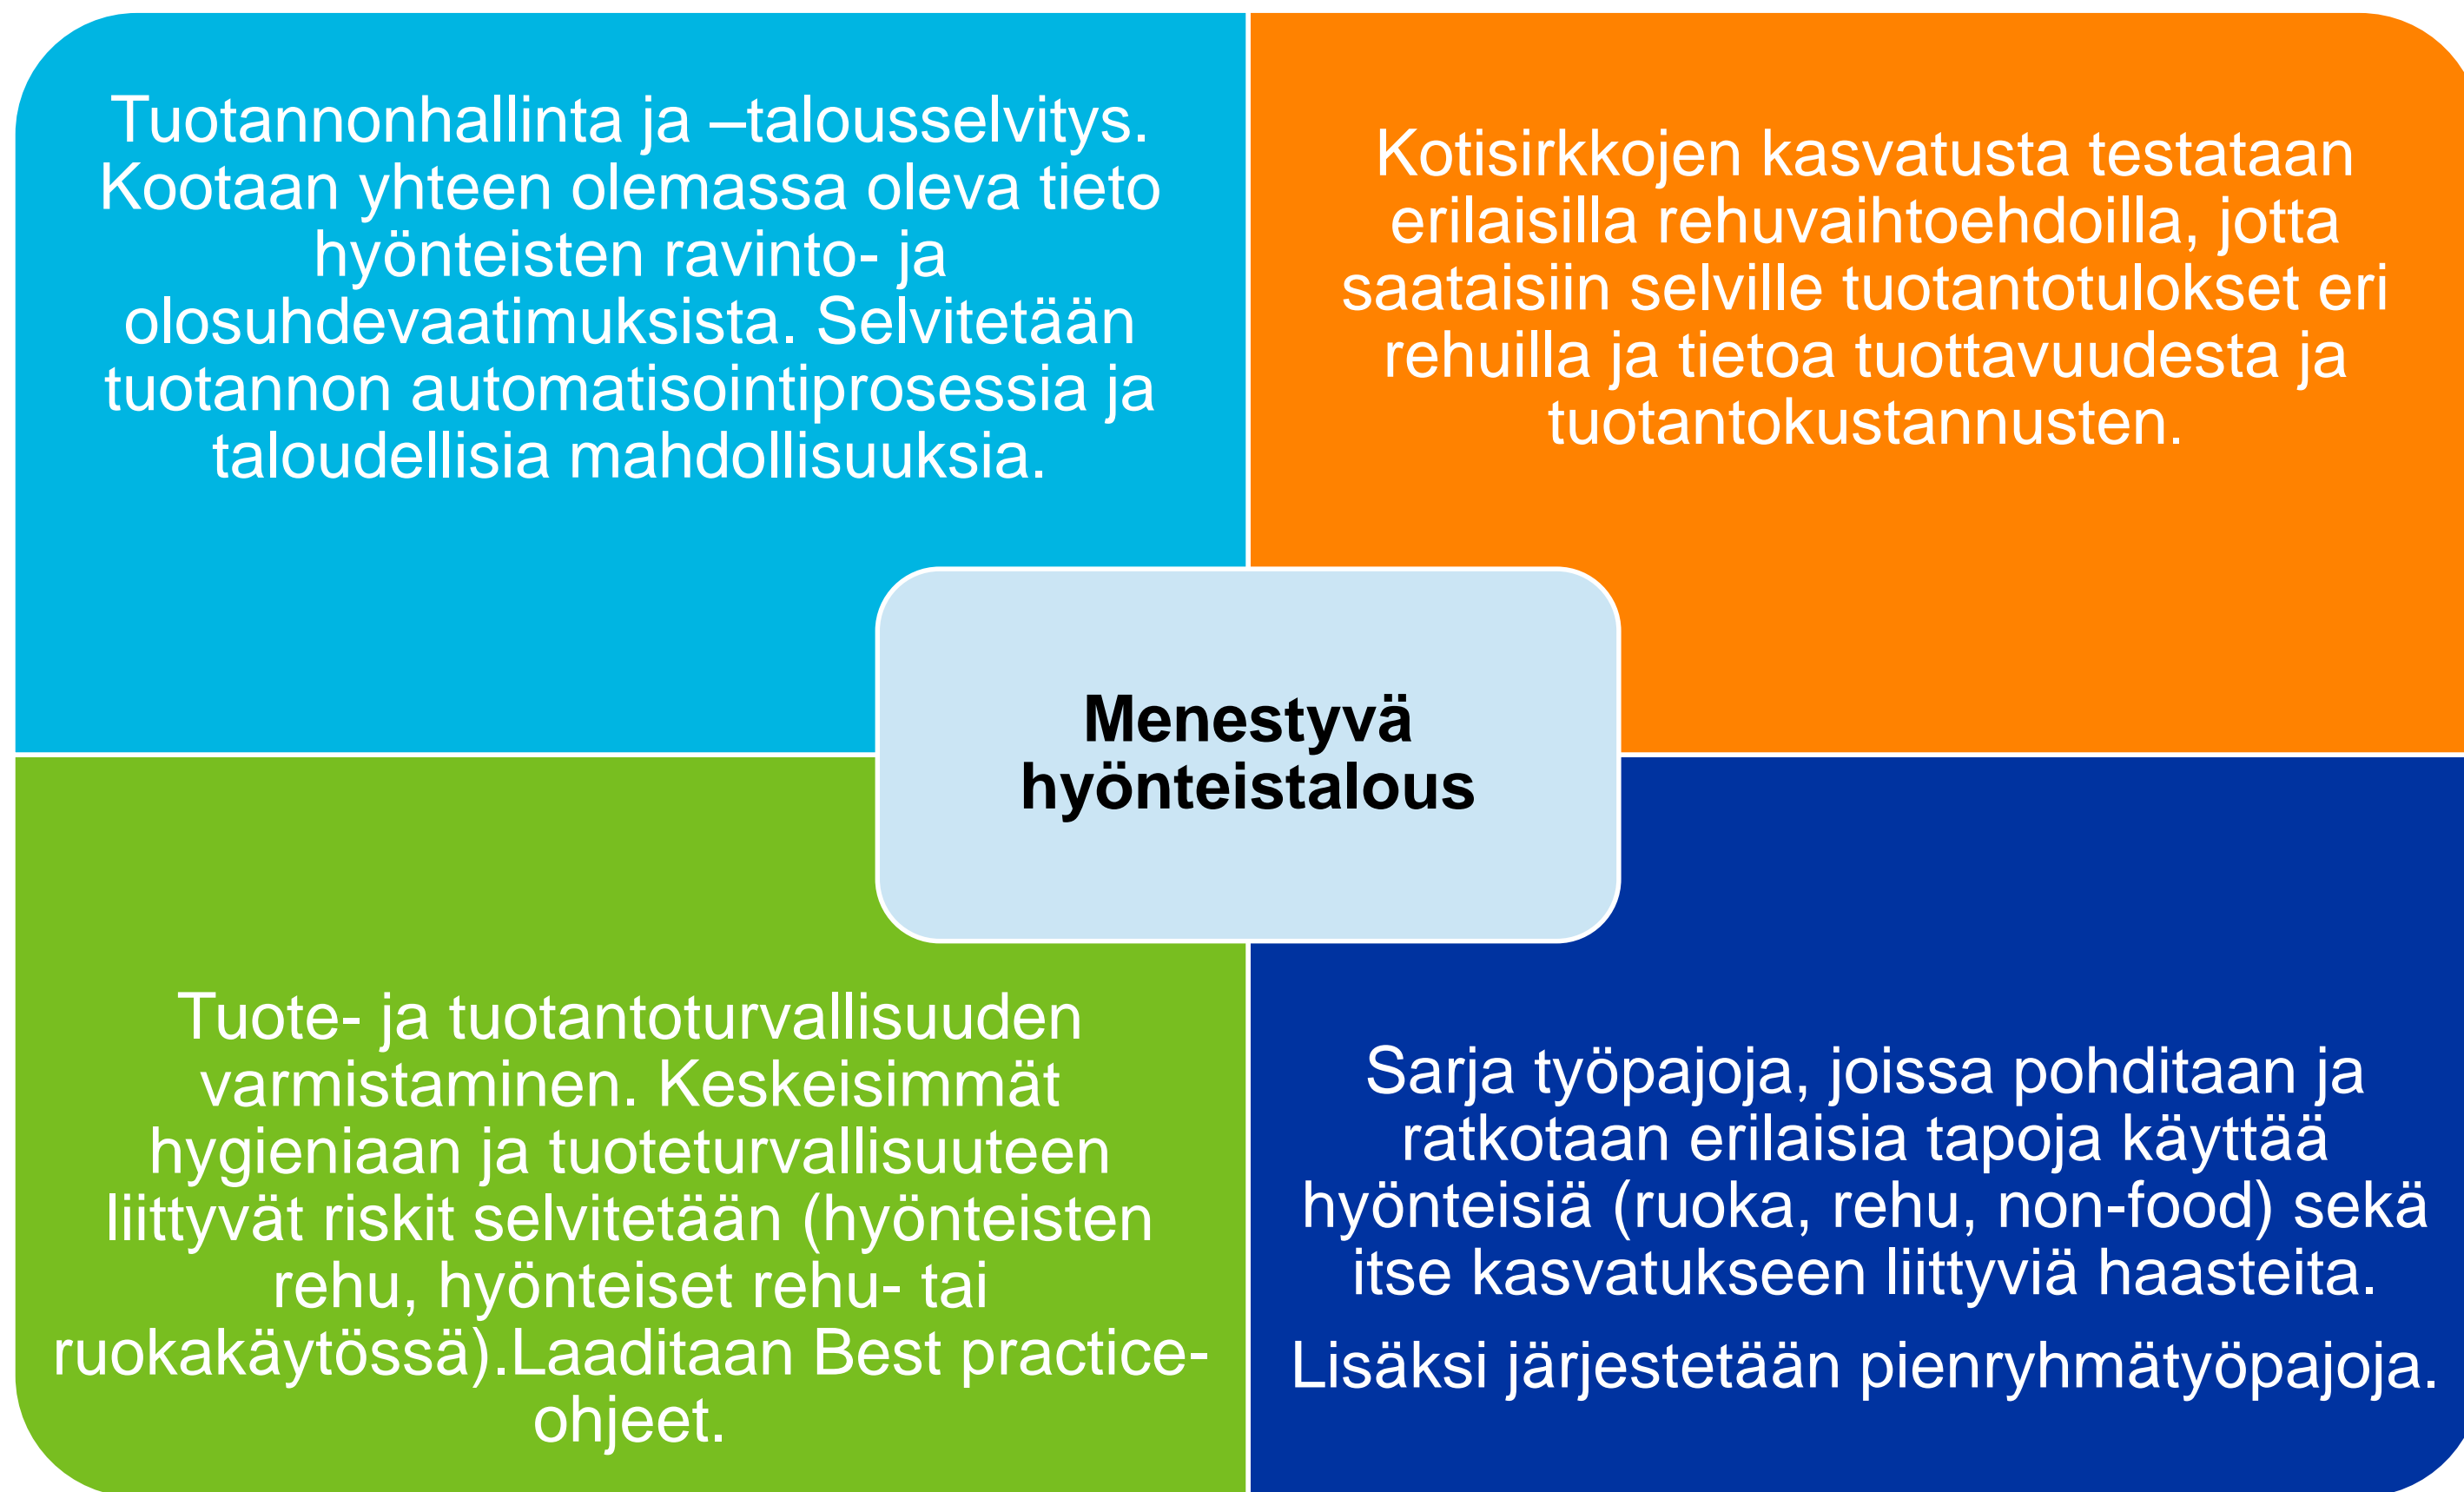 Tuotannonhallinta ja –talousselvitys.
Kootaan yhteen olemassa oleva tieto
hyönteisten ravinto- ja
olosuhdevaatimuksista. Selvitetään
tuotannon automatisointiprosessia ja
taloudellisia mahdollisuuksia.
Kotisirkkojen kasvatusta testataan
erilaisilla rehuvaihtoehdoilla, jotta
saataisiin selville tuotantotulokset eri
rehuilla ja tietoa tuottavuudesta ja
tuotantokustannusten.
Menestyvä
hyönteistalous
Tuote- ja tuotantoturvallisuuden
varmistaminen. Keskeisimmät
hygieniaan ja tuoteturvallisuuteen
liittyvät riskit selvitetään (hyönteisten
rehu, hyönteiset rehu- tai
ruokakäytössä).Laaditaan Best practice-
ohjeet.
Sarja työpajoja, joissa pohditaan ja
ratkotaan erilaisia tapoja käyttää
hyönteisiä (ruoka, rehu, non-food) sekä
itse kasvatukseen liittyviä haasteita.
Lisäksi järjestetään pienryhmätyöpajoja.